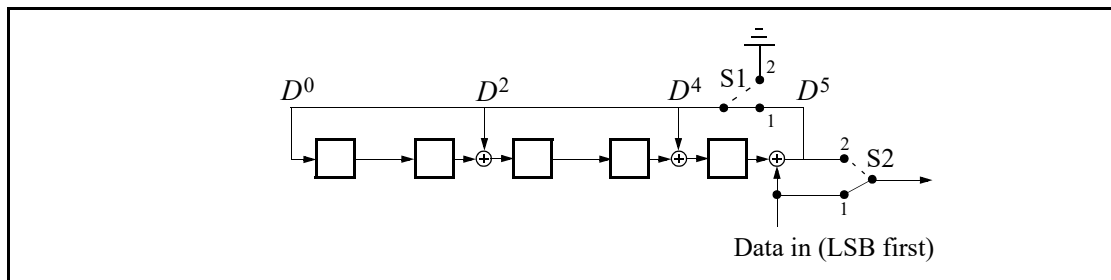 2
S1
D⁰ D² D⁴ D⁵
1
2
S2
1
Data in (LSB first)